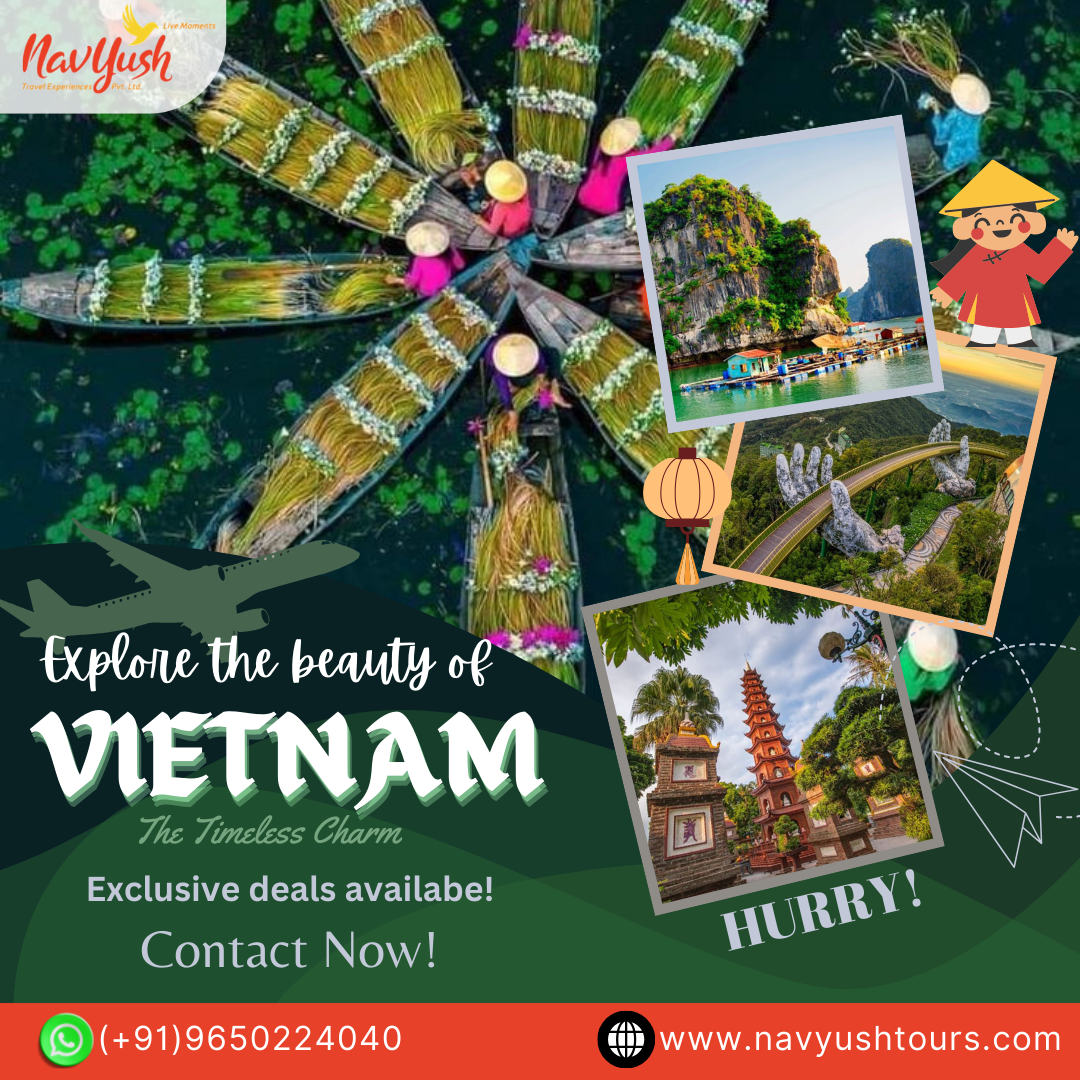 Live Moments
NavYush
Travel Experiences Pvt. Ltd.
Explore the beauty of
VIETNAM
The Timeless Charm
Exclusive deals availabe!
Contact Now!
HURRY!
(+91)9650224040
www.navyushtours.com